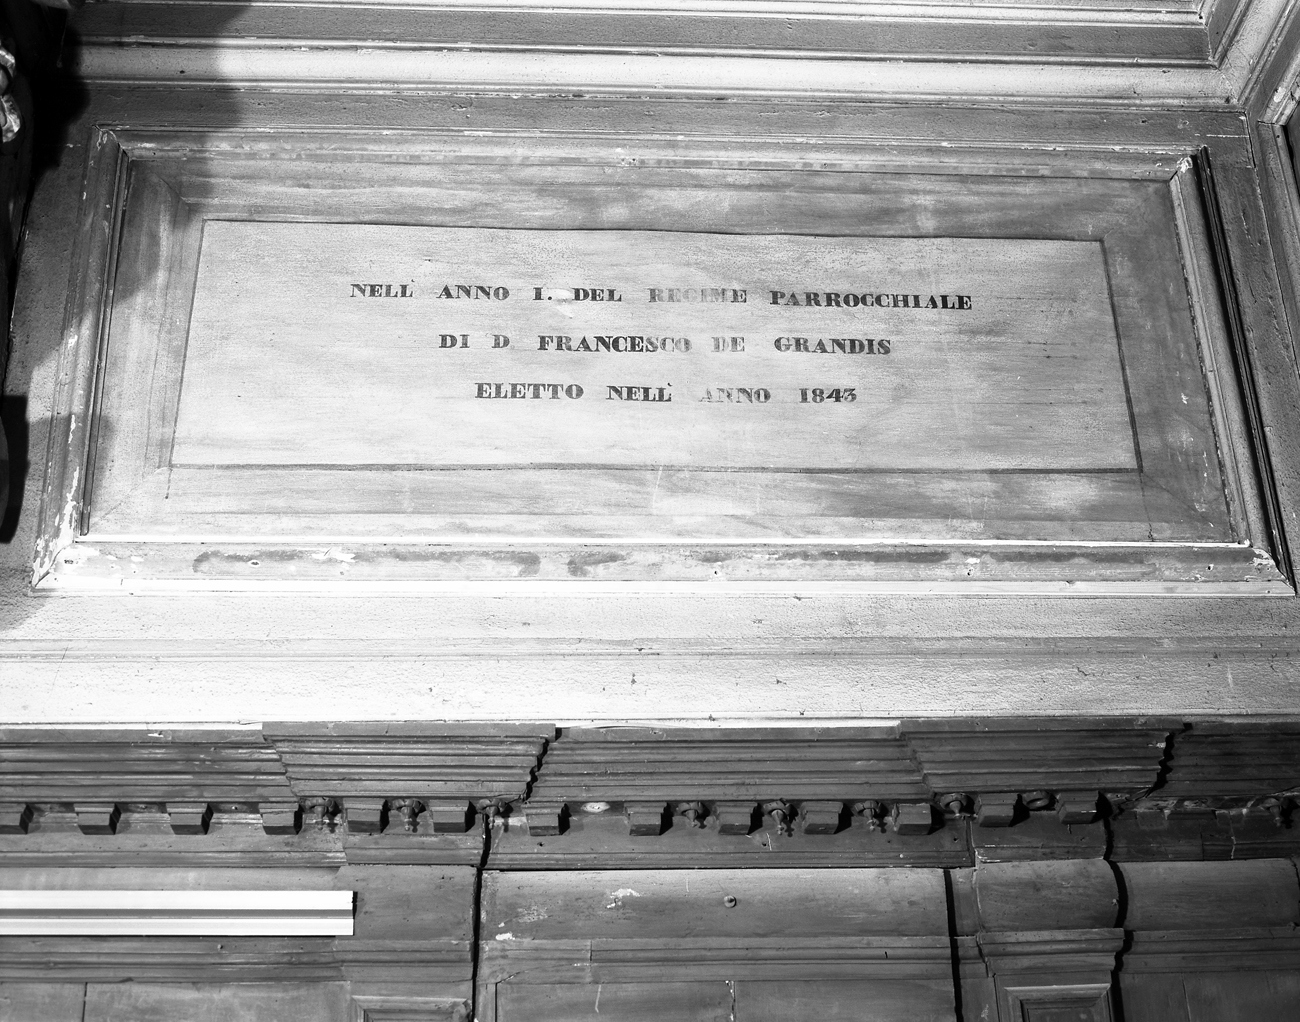 NELL' ANNO I. DEL REGIME PARROCCHIALE
DI D. FRANCESCO DE GRANDIS
ELETTO NELL' ANNO 1843